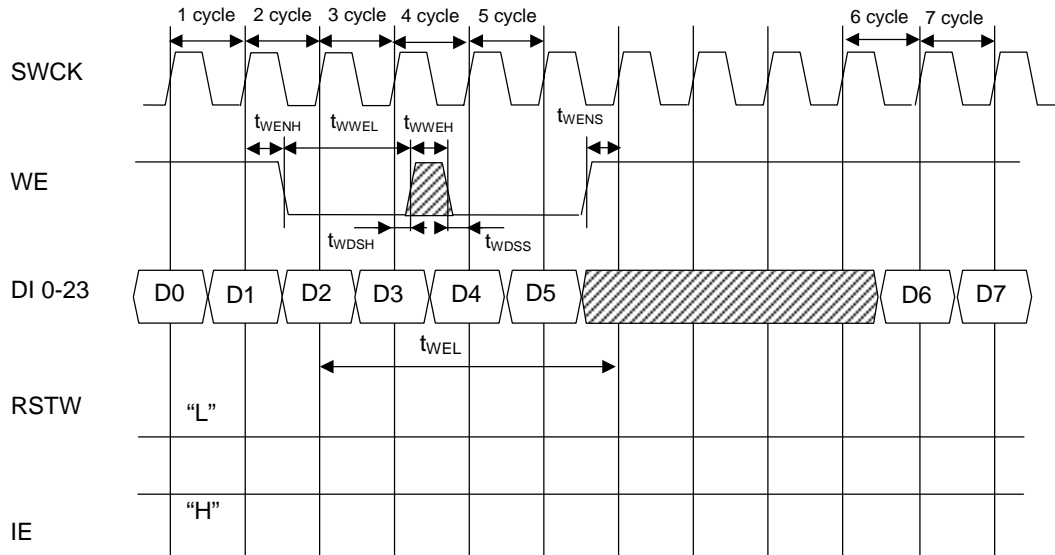 1 cycle 2 cycle 3 cycle 4 cycle 5 cycle 6 cycle 7 cycle
SWCK
tWENH tWWEL tWWEH tWENS
WE
tWDSH tWDSS
DI 0-23 D0 D1 D2 D3 D4 D5 D6 D7
tWEL
RSTW “L”
“H”
IE